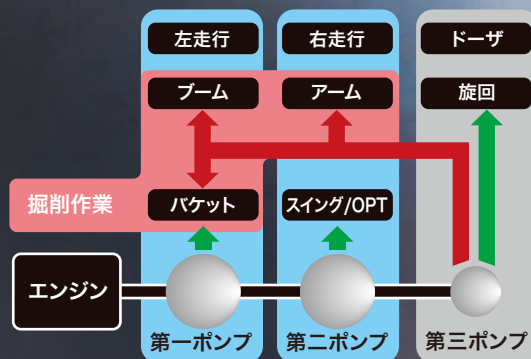 左走行
右走行
ドーザ
ブーム
アーム
旋回
掘削作業
バケット
スイング/OPT
エンジン
第一ポンプ
第二ポンプ
第三ポンプ